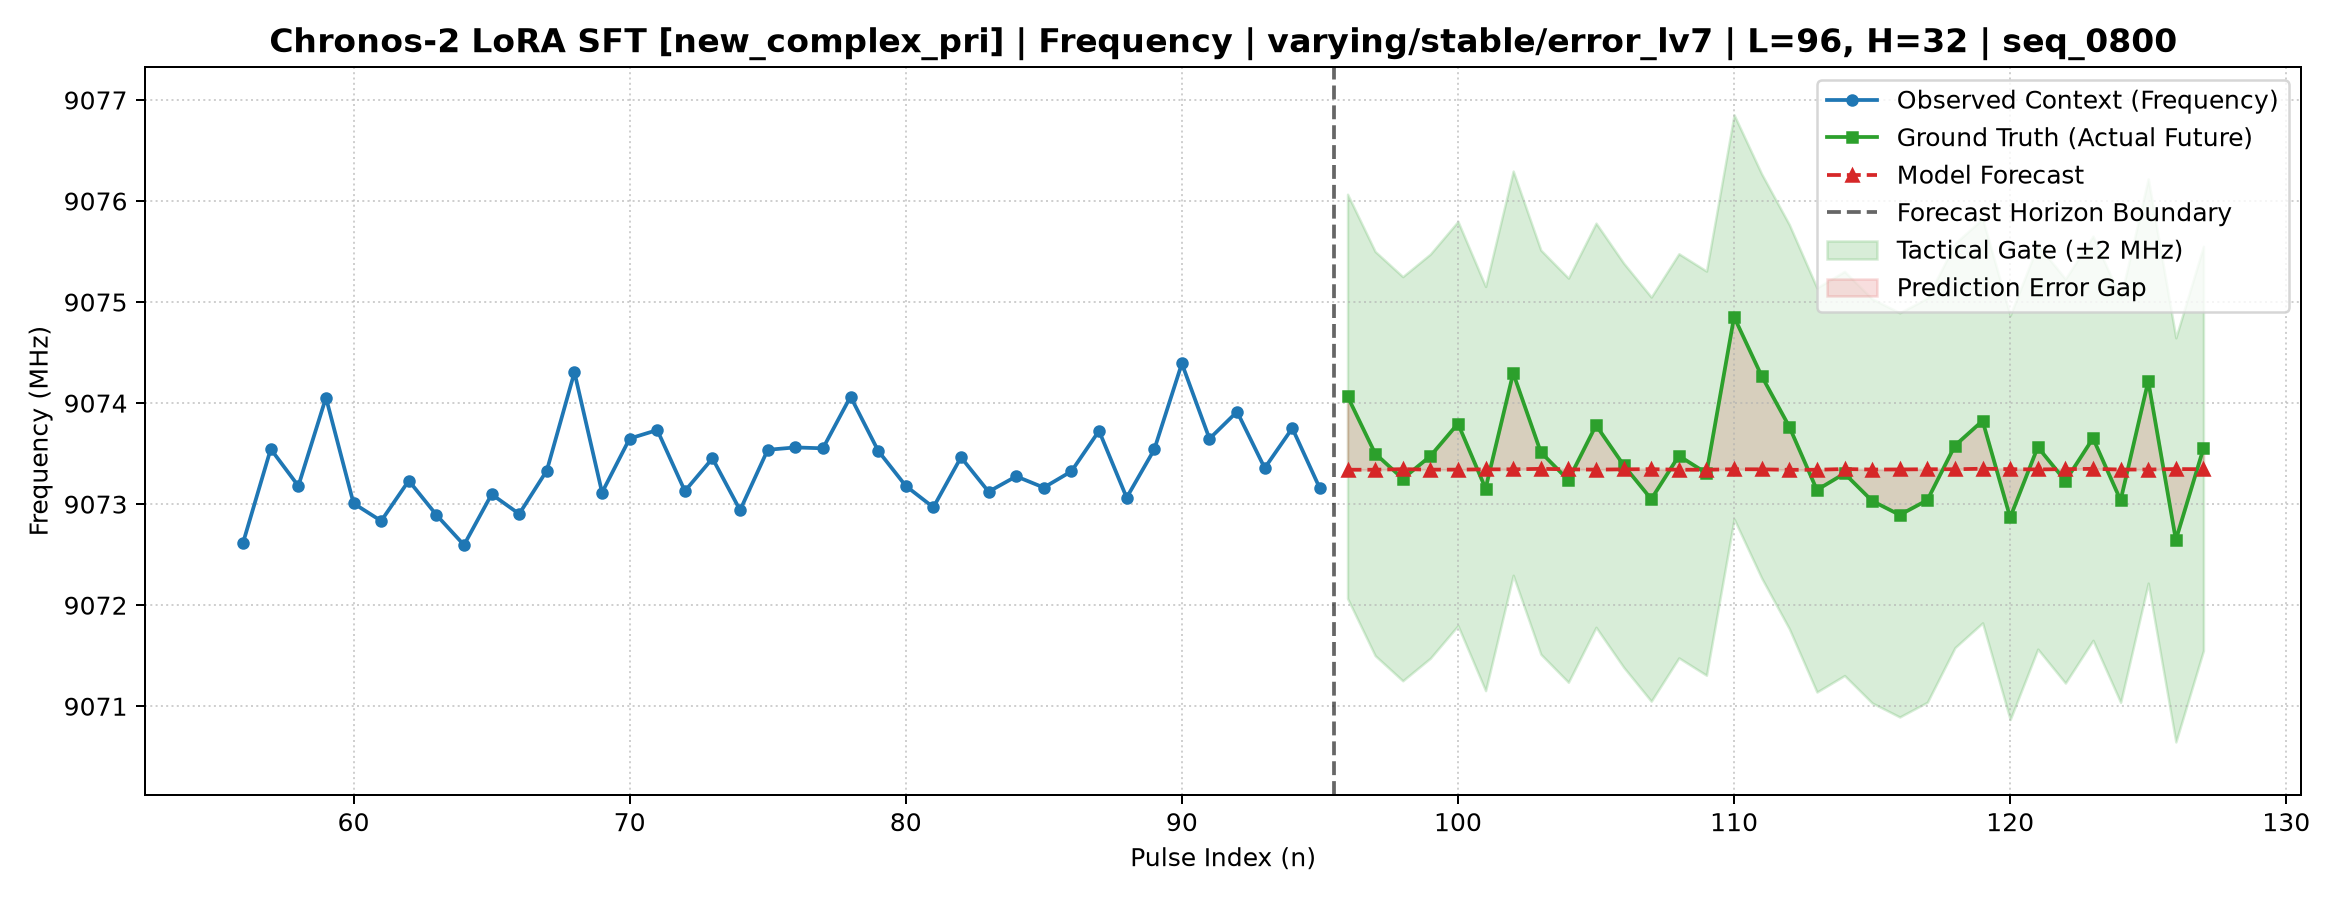 Chronos-2 LoRA SFT [new_complex_pri] | Frequency | varying/stable/error_lv7 | L=96, H=32 | seq_0800
Frequency (MHz)
9077
9076
9075
9074
9073
9072
9071
Observed Context (Frequency)
Ground Truth (Actual Future)
Model Forecast
Forecast Horizon Boundary
Tactical Gate (±2 MHz)
Prediction Error Gap
60 70 80 90 100 110 120 130
Pulse Index (n)